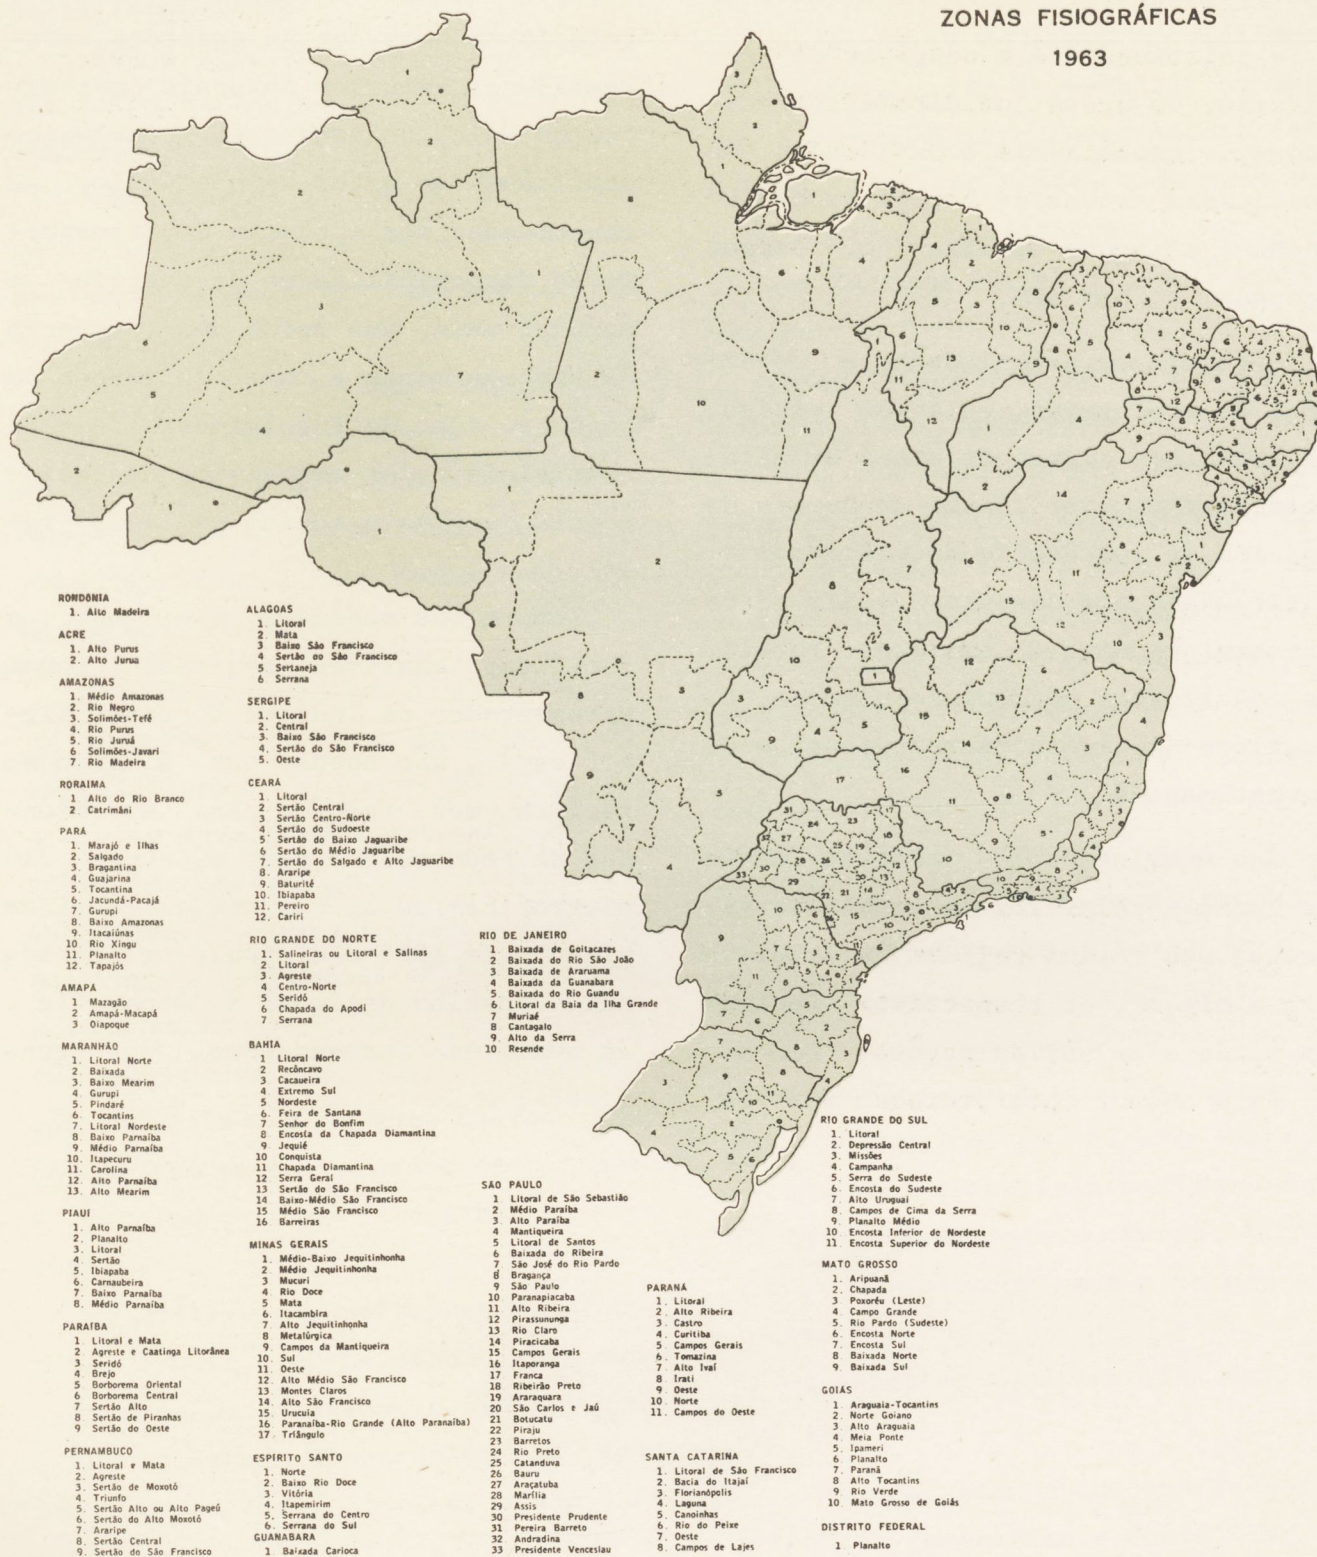 ZONAS FISIOGRÁFICAS
1963
RONDÔNIA
1. Alto Madeira
ACRE
1. Alto Purus
2. Alto Jurua
AMAZONAS
1. Médio Amazonas
2. Rio Negro
3. Solimões-Tefé
4. Rio Purus
5. Rio Juruá
6. Solimões-Javari
7. Rio Madeira
RORAIMA
1 Alto do Rio Branco
2 Catrimâni
PARÁ
1. Marajó e Ilhas
2. Salgado
3. Bragantina
4. Guajarina
5. Tocantina
6. Jacundá-Pacajá
7. Gurupi
8. Baixo Amazonas
9. Itacaiúnas
10 Rio Xingu
11. Planalto
12. Tapajós
AMAPÁ
1 Mazagão
2 Amapá-Macapá
3 Oiapoque
MARANHÃO
1. Litoral Norte
2. Baixada
3. Baixo Mearim
4. Gurupi
5. Pindaré
6. Tocantins
7. Litoral Nordeste
8 Baixo Parnaíba
9. Médio Parnaíba
10. Itapecuru
11. Carolina
12. Alto Parnaíba
13. Alto Mearim
PIAUI
1. Alto Parnaíba
2. Planalto
3. Litoral
4. Sertão
5. Ibiapaba
6. Carnaubeira
7. Baixo Parnaíba
8. Médio Parnaíba
PARAÍBA
1 Litoral e Mata
2 Agreste e Caatinga Litorânea
3 Seridó
4 Brejo
5 Borborema Oriental
6 Borborema Central
7 Sertão Alto
8 Sertão de Piranhas
9 Sertão do Oeste
PERNAMBUCO
1. Litoral e Mata
2. Agreste
3. Sertão de Moxotó
4. Triunfo
5. Sertão Alto ou Alto Pageú
6. Sertão do Alto Moxotó
7. Araripe
8. Sertão Central
9. Sertão do São Francisco
ALAGOAS
1 Litoral
2 Mata
3 Baixo São Francisco
4 Sertão oo São Francisco
5 Sertaneja
6 Serrana
SERGIPE
1. Litoral
2. Central
3. Baixo São Francisco
4. Sertão do São Francisco
5. Oeste
CEARÁ
1. Litoral
2 Sertão Central
3 Sertão Centro-Norte
4 Sertão do Sudoeste
5 Sertão do Baixo Jaguaribe
6 Sertão do Médio Jaguaribe
7. Sertão do Salgado e Alto Jaguaribe
8. Araripe
9. Baturité
10. Ibiapaba
11. Pereiro
12. Cariri
RIO GRANDE DO NORTE
1. Salineiras ou Litoral e Salinas
2 Litoral
3 Agreste
4 Centro-Norte
5 Seridó
6 Chapada do Apodi
7 Serrana
BAHIA
1 Litoral Norte
2 Recôncavo
3 Cacaueira
4 Extremo Sul
5 Nordeste
6. Feira de Santana
7 Senhor do Bonfim
8 Encosta da Chapada Diamantina
9 Jequié
10 Conquista
11 Chapada Diamantina
12 Serra Geral
13 Sertão do São Francisco
14 Baixo-Médio São Francisco
15 Médio São Francisco
16 Barreiras
MINAS GERAIS
1. Médio-Baixo Jequitinhonha
2 Médio Jequitinhonha
3 Mucuri
4 Rio Doce
5 Mata
6. Itacambira
7 Alto Jequitinhonha
8 Metalúrgica
9 Campos da Mantiqueira
10 Sul
11 Oeste
12 Alto Médio São Francisco
13 Montes Claros
14 Alto São Francisco
15 Urucuia
16 Paranaíba-Rio Grande (Alto Paranaíba)
17 Triângulo
ESPIRITO SANTO
1. Norte
2. Baixo Rio Doce
3. Vitória
4. Itapemirim
5. Serrana do Centro
6. Serrana do Sul
GUANABARA
1 Baixada Carioca
RIO DE JANEIRO
1 Baixada de Goitacazes
2 Baixada do Rio São João
3 Baixada de Araruama
4 Baixada da Guanabara
5 Baixada do Rio Guandu
6 Litoral da Baia da Ilha Grande
7 Muriaé
8 Cantagalo
9. Alto da Serra
10 Resende
SÃO PAULO
1 Litoral de São Sebastião
2 Médio Paraíba
3 Alto Paraíba
4 Mantiqueira
5 Litoral de Santos
6 Baixada do Ribeira
7 São José do Rio Pardo
8 Bragança
9 São Paulo
10 Paranapiacaba
11 Alto Ribeira
12 Pirassununga
13 Rio Claro
14 Piracicaba
15 Campos Gerais
16 Itaporanga
17 Franca
18 Ribeirão Preto
19 Araraquara
20 São Carlos e Jaú
21 Botucatu
22 Piraju
23 Barretos
24 Rio Preto
25 Catanduva
26 Bauru
27 Araçatuba
28 Marília
29 Assis
30 Presidente Prudente
31 Pereira Barreto
32 Andradina
33 Presidente Venceslau
PARANÁ
1. Litoral
2. Alto Ribeira
3. Castro
4. Curitiba
5 Campos Gerais
6. Tomazina
7. Alto Ivaí
8 Irati
9 Oeste
10 Norte
11. Campos do Oeste
SANTA CATARINA
1. Litoral de São Francisco
2. Bacia do Itajaí
3. Florianópolis
4. Laguna
5. Canoinhas
6. Rio do Peixe
7. Oeste
8. Campos de Lajes
RIO GRANDE DO SUL
1. Litoral
2. Depressão Central
3. Missões
4. Campanha
5. Serra do Sudeste
6. Encosta do Sudeste
7. Alto Uruguai
8 Campos de Cima da Serra
9 Planalto Médio
10 Encosta Inferior de Nordeste
11 Encosta Superior do Nordeste
MATO GROSSO
1. Aripuanã
2. Chapada
3 Poxoréu (Leste)
4 Campo Grande
5. Rio Pardo (Sudeste)
6. Encosta Norte
7. Encosta Sul
8 Baixada Norte
9. Baixada Sul
GOIÁS
1. Araguaia-Tocantins
2. Norte Goiano
3. Alto Araguaia
4. Meia Ponte
5. Ipameri
6. Planalto
7. Paranã
8 Alto Tocantins
9. Rio Verde
10. Mato Grosso de Goiás
DISTRITO FEDERAL
1 Planalto